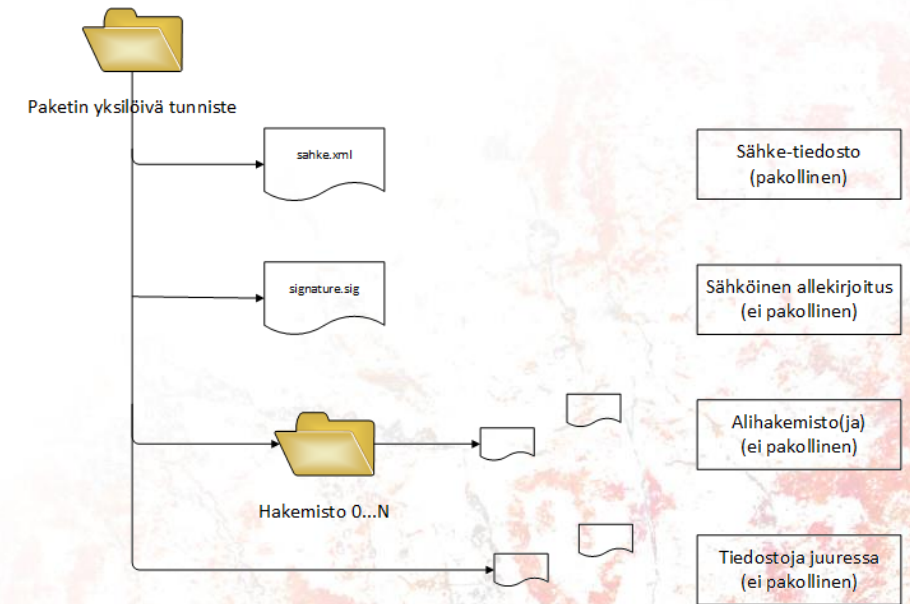 Paketin yksilöivä tunniste
sahke.xml
Sähke-tiedosto
(pakollinen)
signature.sig
Sähköinen allekirjoitus
(ei pakollinen)
Alihakemisto(ja)
(ei pakollinen)
Hakemisto 0...N
Tiedostoja juuressa
(ei pakollinen)